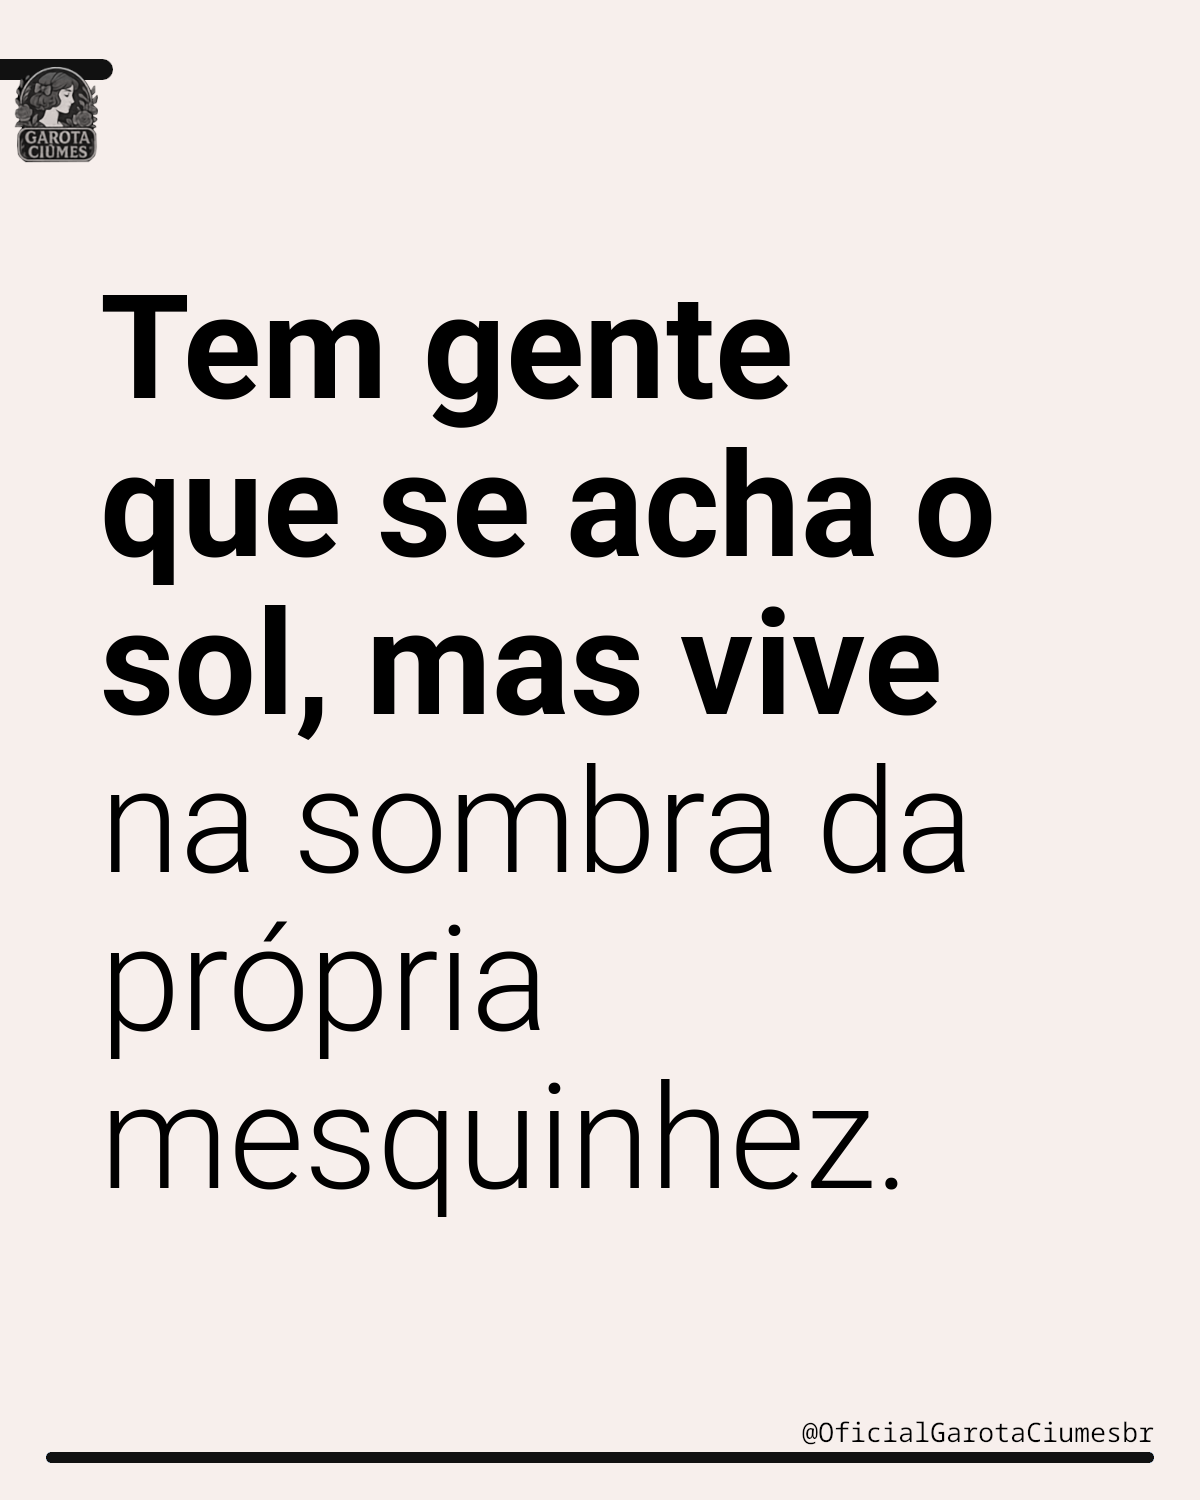 GAROTA
CIÚMES
Tem gente
que se acha o
sol, mas vive
na sombra da
própria
mesquinhez.
@OficialGarotaCiumesbr